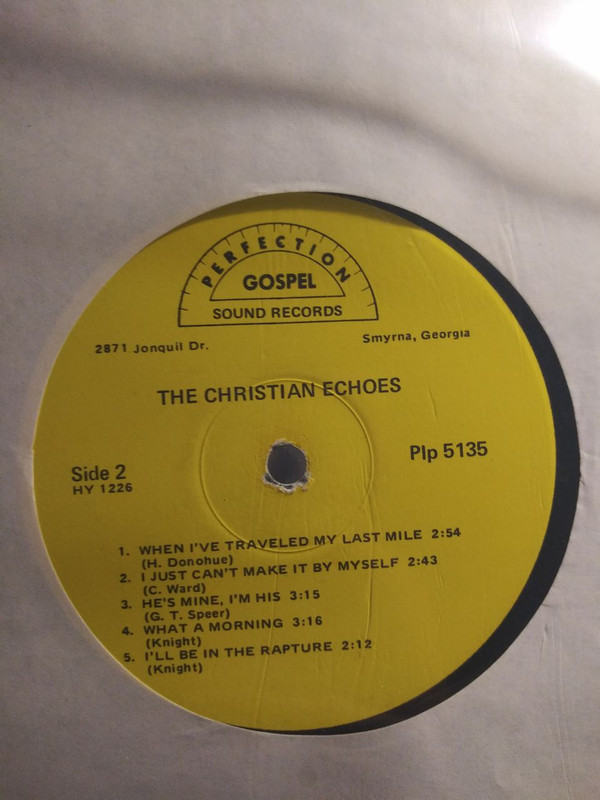 PERFECTION
GOSPEL
SOUND RECORDS
2871 Jonquil Dr.
Smyrna, Georgia
THE CHRISTIAN ECHOES
Side 2
HY 1226
Plp 5135
1. WHEN I'VE TRAVELED MY LAST MILE 2:54
(H. Donohue)
2. I JUST CAN'T MAKE IT BY MYSELF 2:43
(C. Ward)
3. HE'S MINE, I'M HIS 3:15
(G. T. Speer)
4. WHAT A MORNING 3:16
(Knight)
5. I'LL BE IN THE RAPTURE 2:12
(Knight)